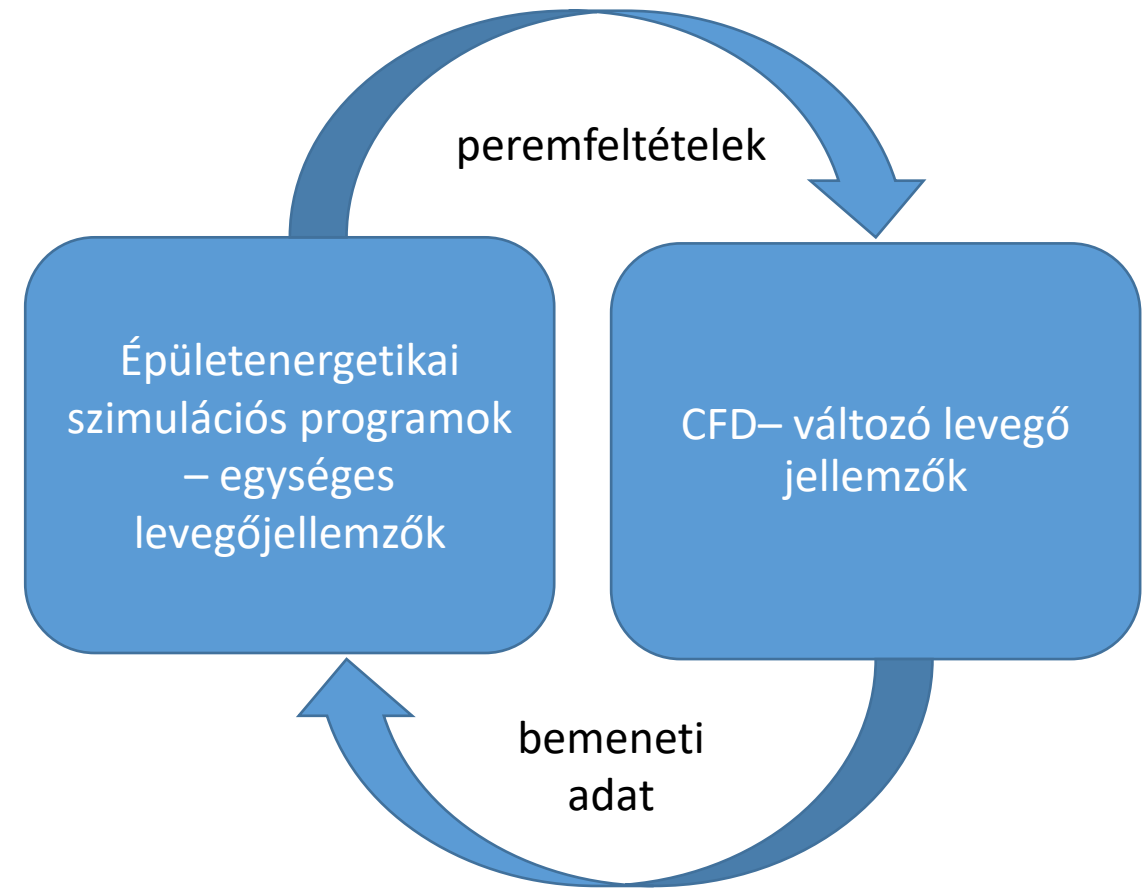 peremfeltételek
Épületenergetikai
szimulációs programok
– egységes
levegőjellemzők
CFD– változó levegő
jellemzők
bemeneti
adat